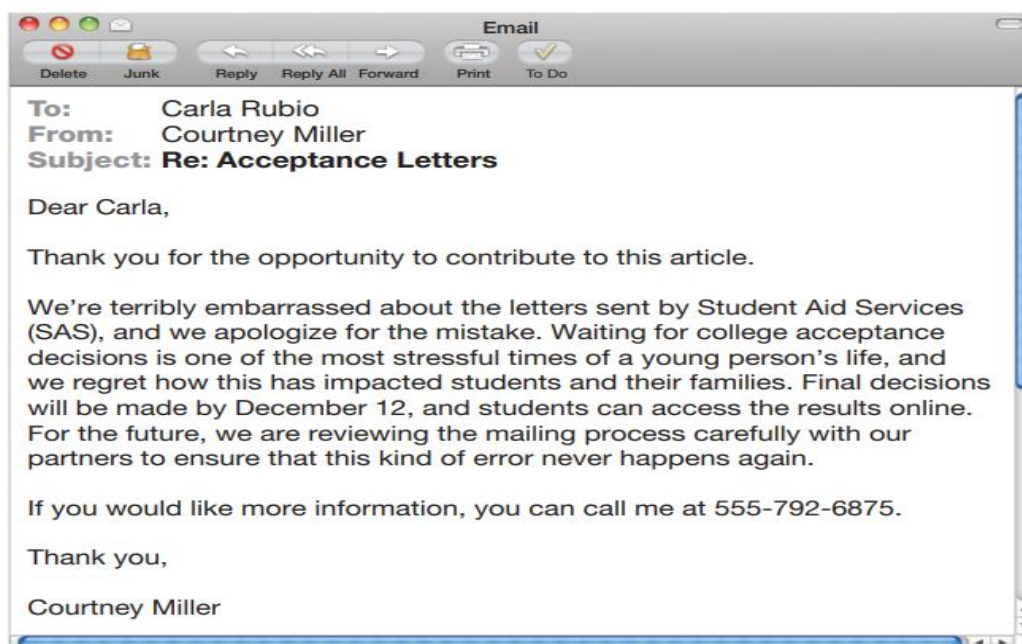 Email
Delete Junk Reply Reply All Forward Print To Do
To: Carla Rubio
From: Courtney Miller
Subject: Re: Acceptance Letters
Dear Carla,
Thank you for the opportunity to contribute to this article.
We’re terribly embarrassed about the letters sent by Student Aid Services
(SAS), and we apologize for the mistake. Waiting for college acceptance
decisions is one of the most stressful times of a young person’s life, and
we regret how this has impacted students and their families. Final decisions
will be made by December 12, and students can access the results online.
For the future, we are reviewing the mailing process carefully with our
partners to ensure that this kind of error never happens again.
If you would like more information, you can call me at 555-792-6875.
Thank you,
Courtney Miller